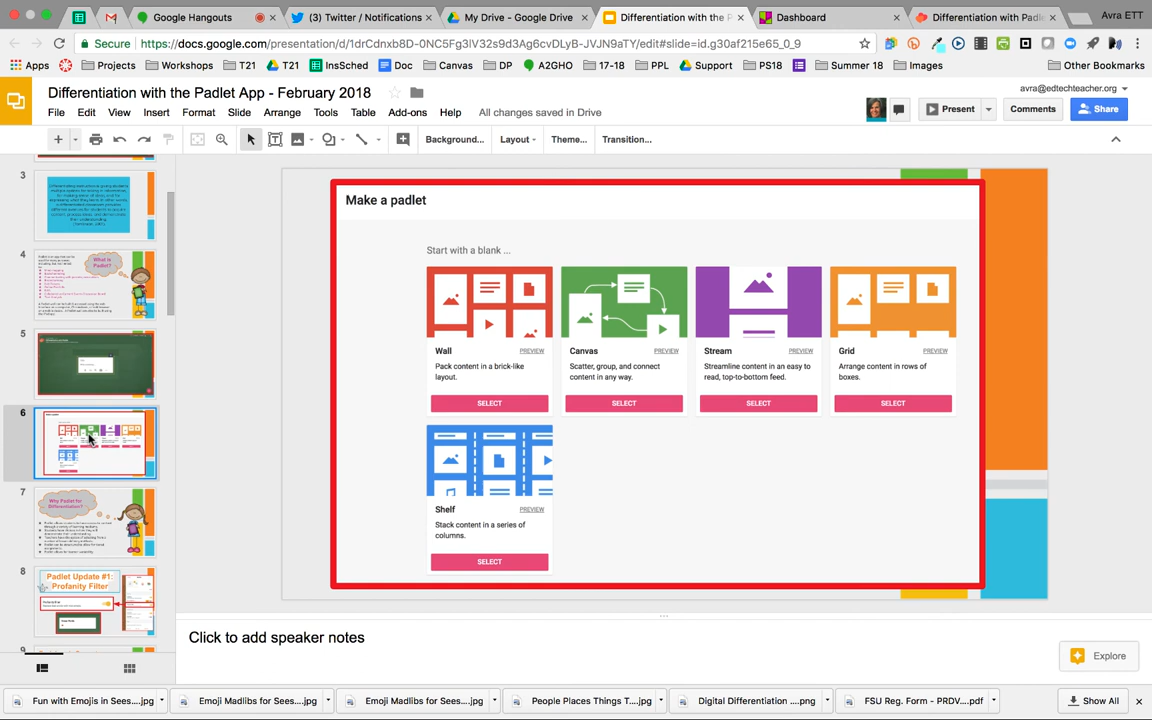 Google Hangouts
(3) Twitter / Notifications
My Drive - Google Drive
Differentiation with the P
Dashboard
Differentiation with Padl
Avra ETT
Secure
https://docs.google.com/presentation/d/1drCdnxb8D-0NC5Fg3lV32s9d3Ag6cvDLyB-JVJN9aTY/edit#slide=id.g30af215e65_0_9
Apps
Projects
Workshops
T21
T21
InsSched
Doc
Canvas
DP
A2GHO
17-18
PPL
Support
PS18
Summer 18
Images
Other Bookmarks
Differentiation with the Padlet App - February 2018
avra@edtechteacher.org
File Edit View Insert Format Slide Arrange Tools Table Add-ons Help
All changes saved in Drive
Present
Comments
Share
Background...
Layout
Theme...
Transition...
3
4
What is
Padlet?
5
6
7
Why Padlet for
Differentiation?
8
Padlet Update #1:
Profanity Filter
9
Make a padlet
Start with a blank ...
Wall
PREVIEW
Pack content in a brick-like
layout.
SELECT
Canvas
PREVIEW
Scatter, group, and connect
content in any way.
SELECT
Stream
PREVIEW
Streamline content in an easy to
read, top-to-bottom feed.
SELECT
Grid
PREVIEW
Arrange content in rows of
boxes.
SELECT
Shelf
PREVIEW
Stack content in a series of
columns.
SELECT
Click to add speaker notes
Explore
Fun with Emojis in Sees....jpg
Emoji Madlibs for Sees....jpg
Emoji Madlibs for Sees....jpg
People Places Things T....jpg
Digital Differentiation ....png
FSU Reg. Form - PRDV....pdf
Show All